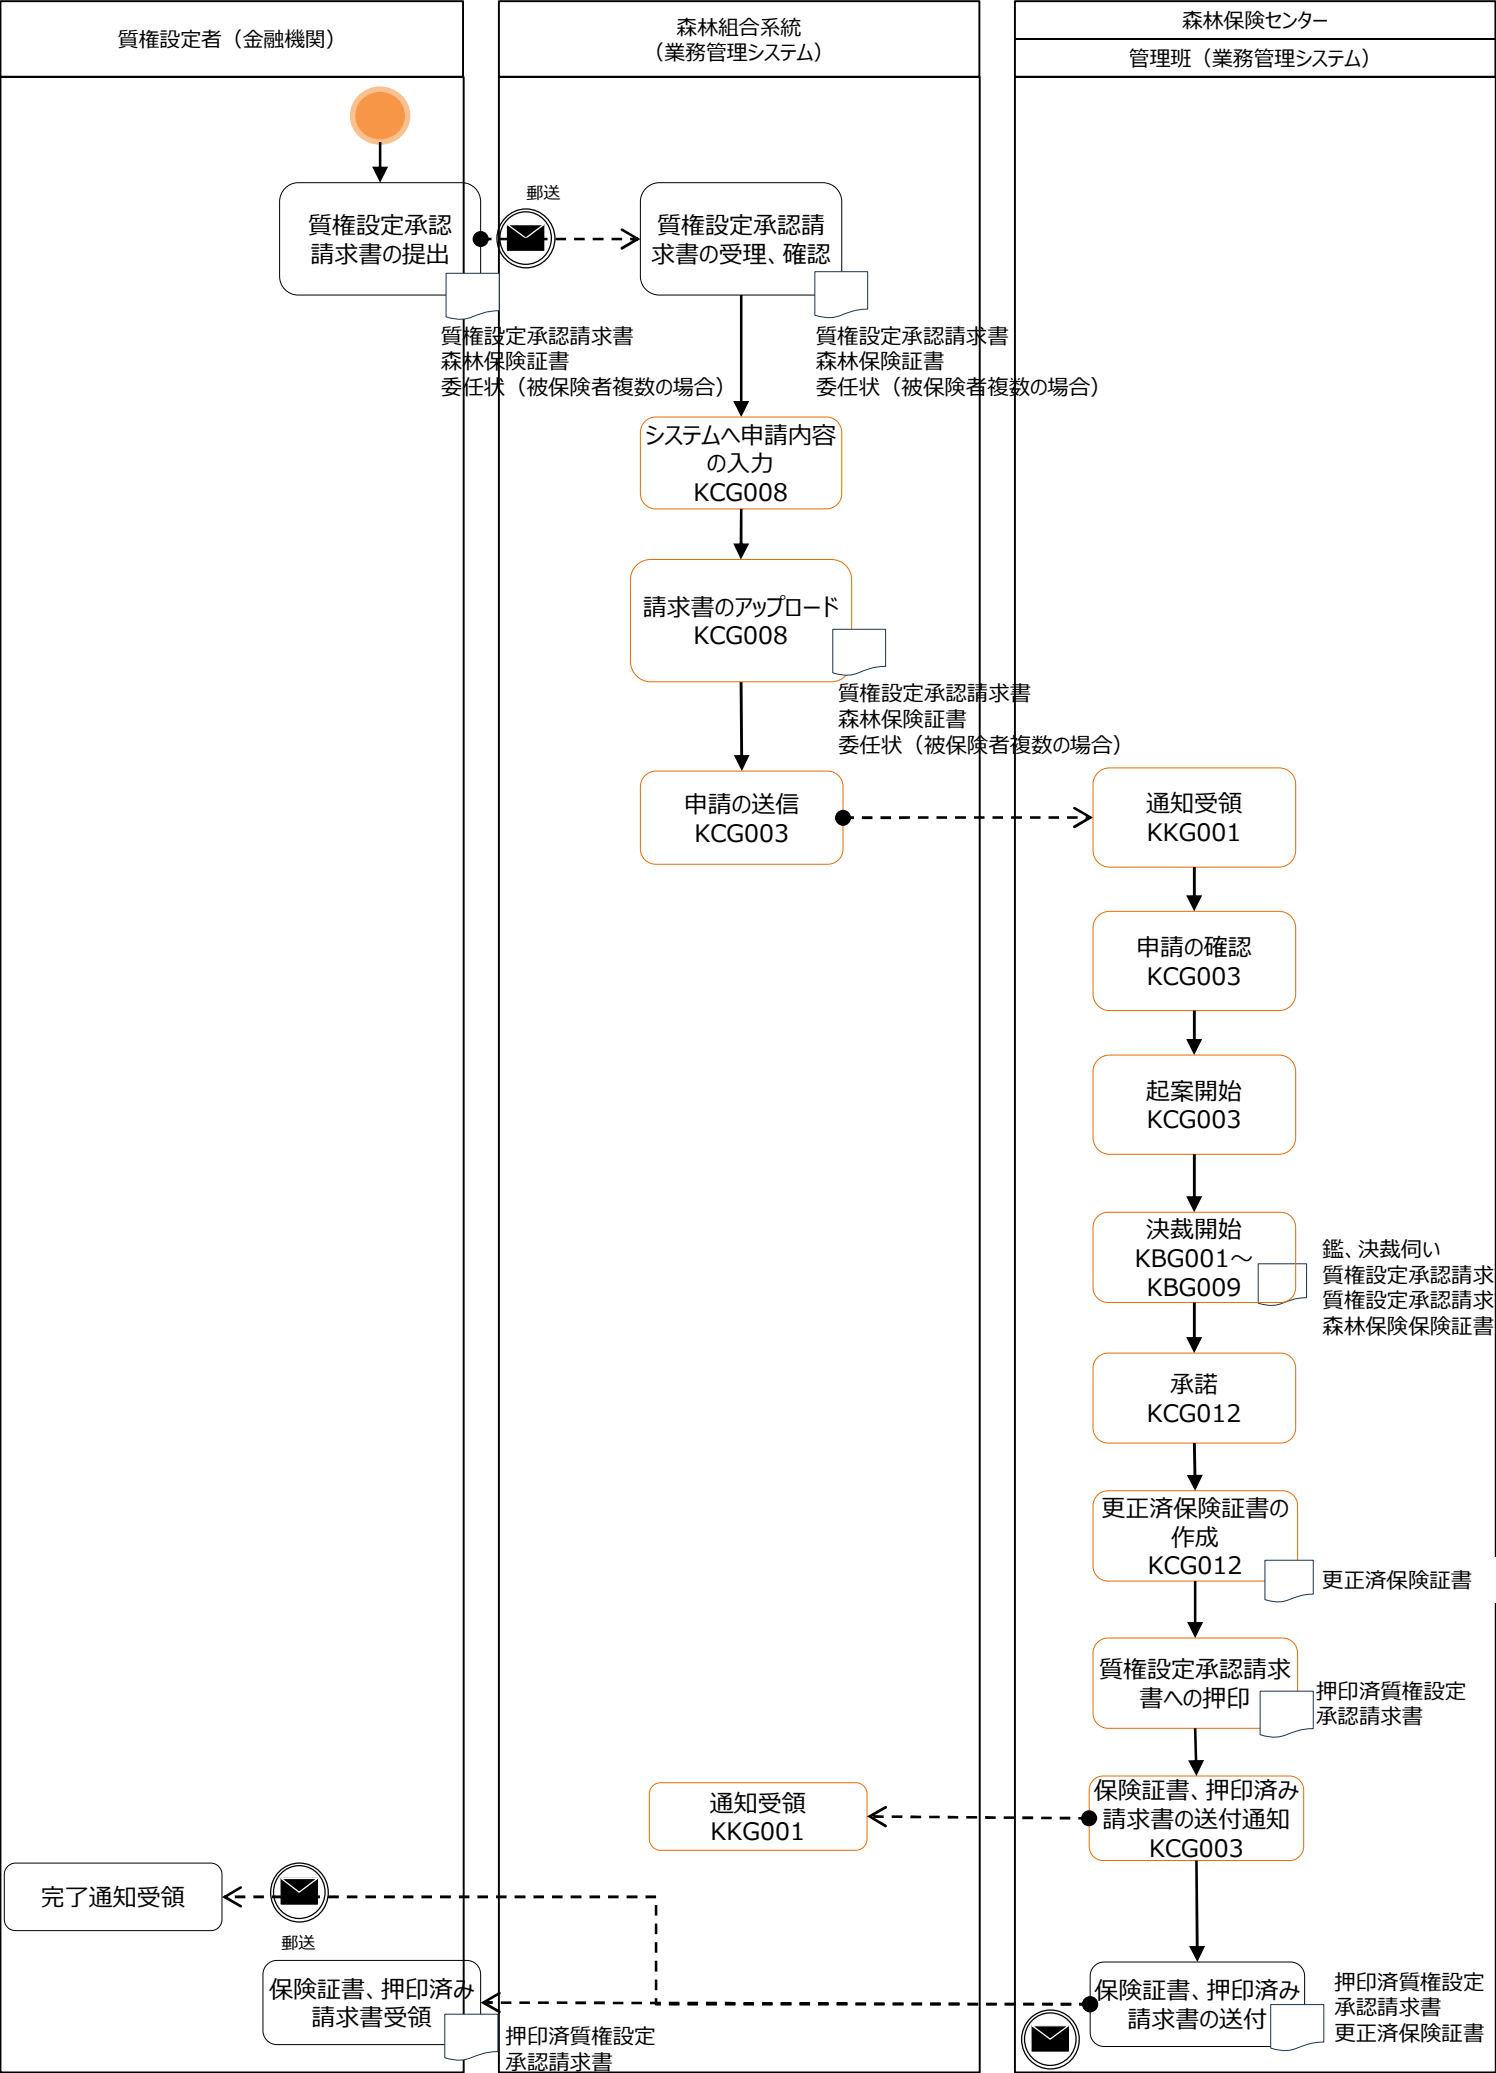 質権設定者（金融機関）
森林組合系統
（業務管理システム）
森林保険センター
管理班（業務管理システム）
質権設定承認
請求書の提出
郵送
質権設定承認請
求書の受理、確認
質権設定承認請求書
森林保険証書
委任状（被保険者複数の場合）
質権設定承認請求書
森林保険証書
委任状（被保険者複数の場合）
システムへ申請内容
の入力
KCG008
請求書のアップロード
KCG008
質権設定承認請求書
森林保険証書
委任状（被保険者複数の場合）
申請の送信
KCG003
通知受領
KKG001
申請の確認
KCG003
起案開始
KCG003
決裁開始
KBG001～
KBG009
鑑、決裁伺い
質権設定承認請求
質権設定承認請求
森林保険保険証書
承諾
KCG012
更正済保険証書の
作成
KCG012
更正済保険証書
質権設定承認請求
書への押印
押印済質権設定
承認請求書
保険証書、押印済み
請求書の送付通知
KCG003
通知受領
KKG001
完了通知受領
郵送
保険証書、押印済み
請求書受領
押印済質権設定
承認請求書
保険証書、押印済み
請求書の送付
押印済質権設定
承認請求書
更正済保険証書